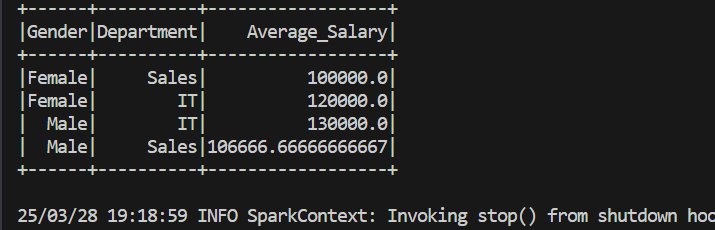 +------+----------+------------------+
|Gender|Department|    Average_Salary|
+------+----------+------------------+
|Female|     Sales|          100000.0|
|Female|        IT|          120000.0|
|  Male|        IT|          130000.0|
|  Male|     Sales|106666.66666666667|
+------+----------+------------------+
25/03/28 19:18:59 INFO SparkContext: Invoking stop() from shutdown hoo